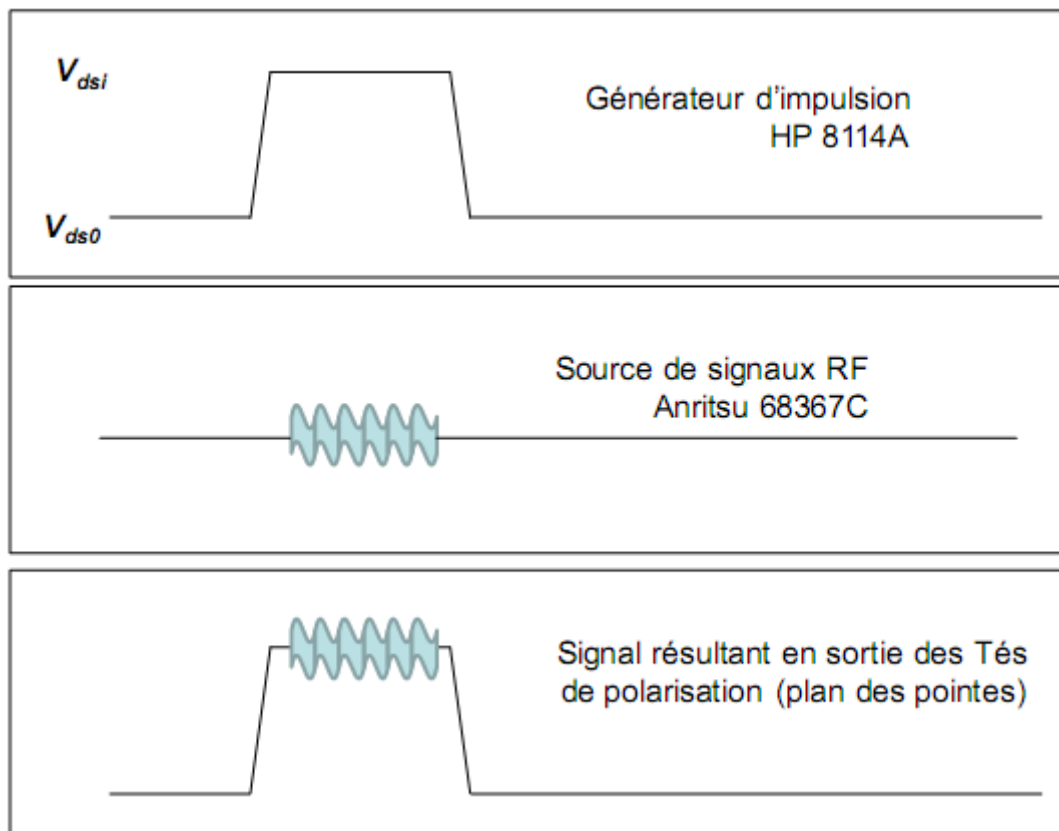 V_dsi
Générateur d'impulsion
HP 8114A
V_ds0
Source de signaux RF
Anritsu 68367C
Signal résultant en sortie des Tés
de polarisation (plan des pointes)